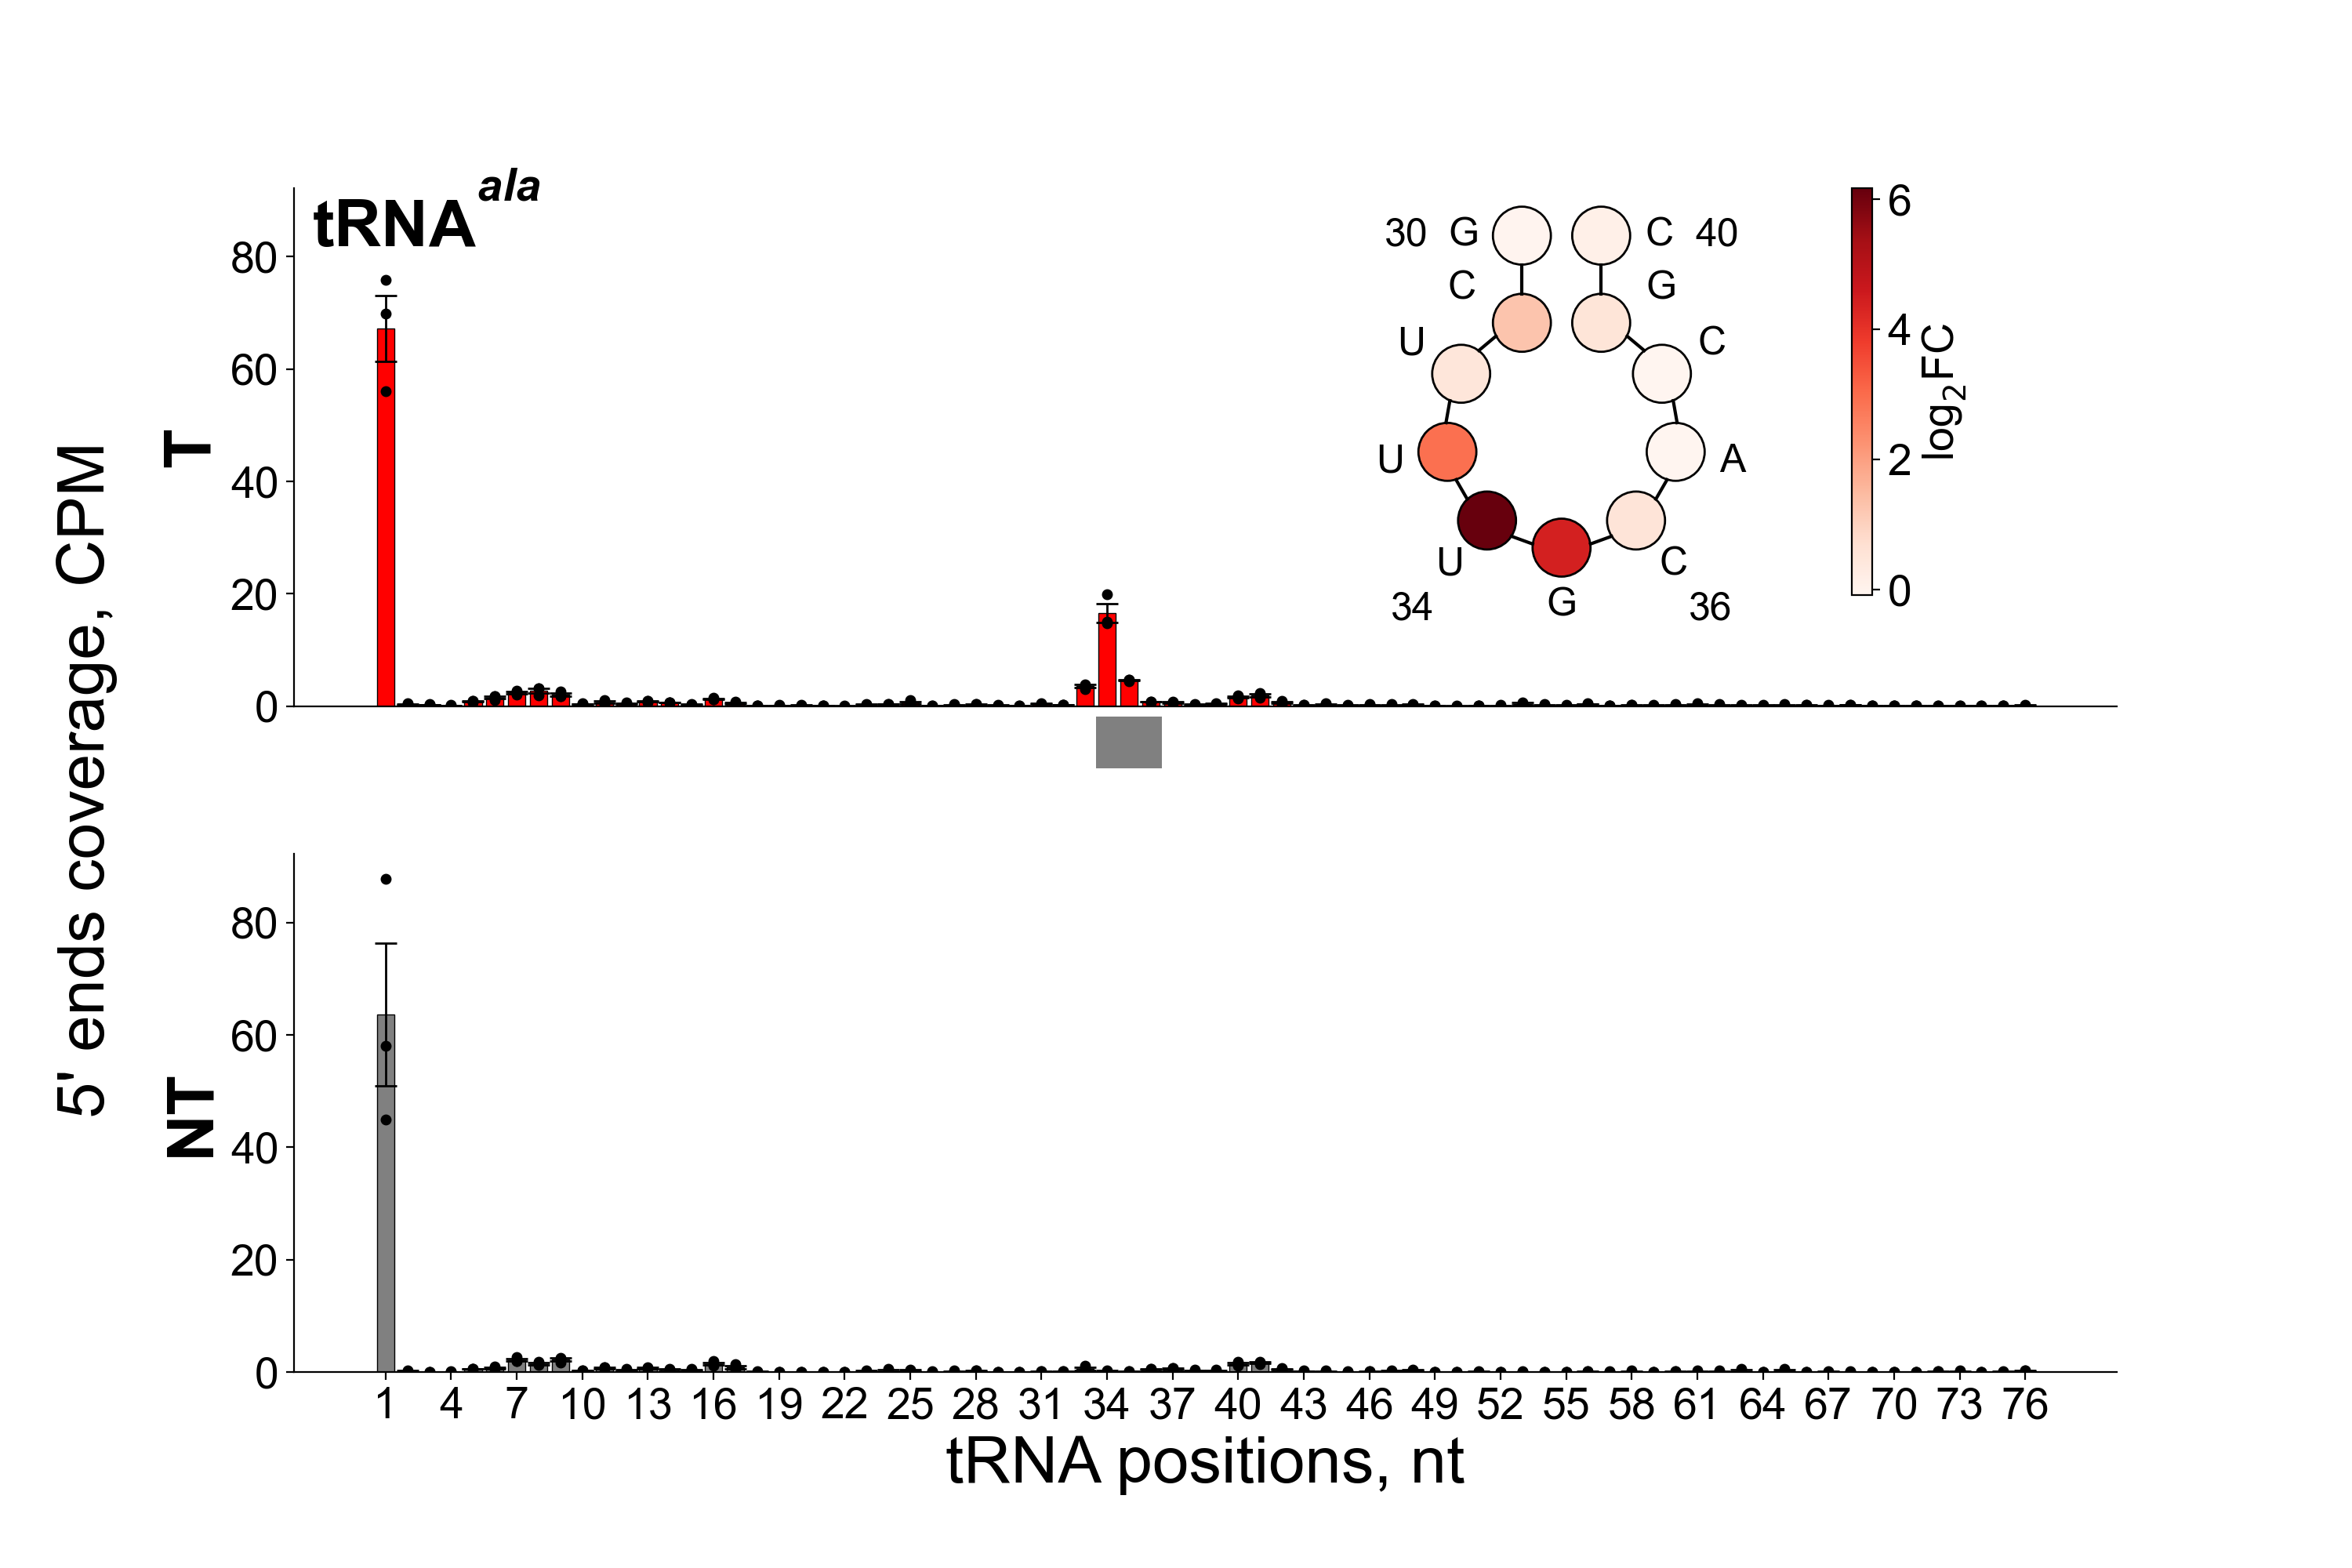 tRNA^ala
5' ends coverage, CPM
T
80
60
40
20
0
30 G C 40
C G
U C
U A
U C
34 G 36
6
4
2
0
log₂FC
NT
80
60
40
20
0
1 4 7 10 13 16 19 22 25 28 31 34 37 40 43 46 49 52 55 58 61 64 67 70 73 76
tRNA positions, nt